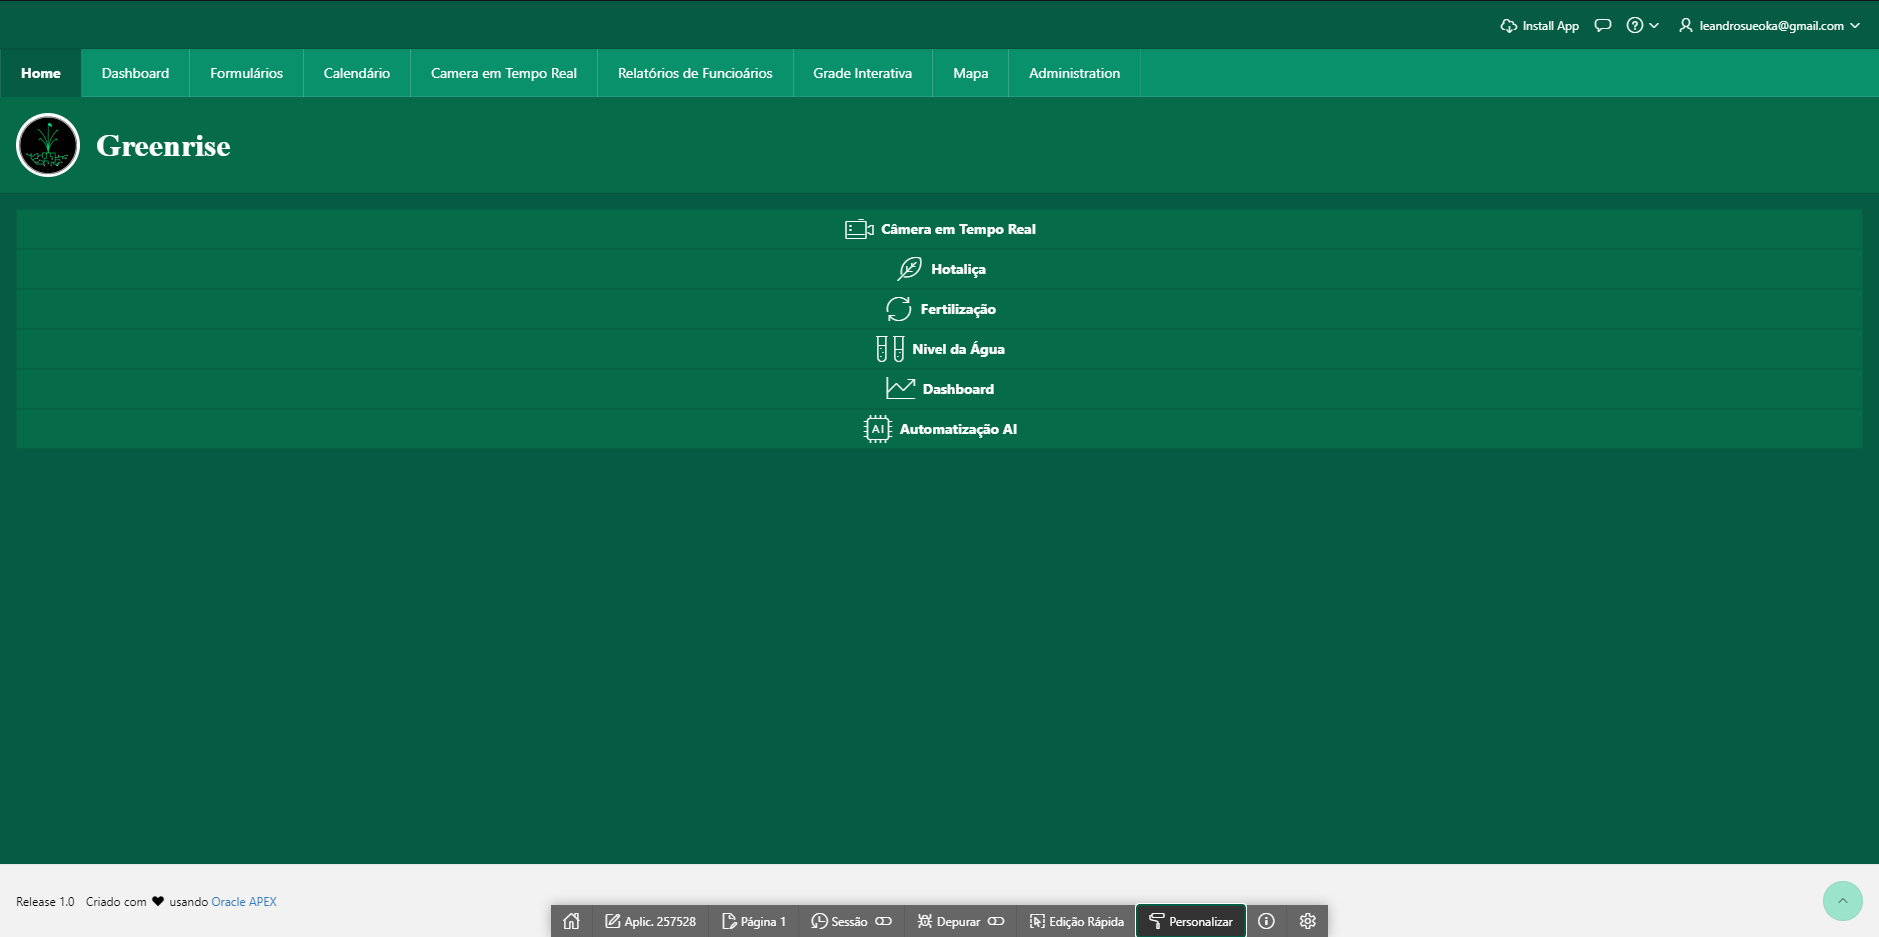 Install App leandrosueoka@gmail.com
Home Dashboard Formulários Calendário Camera em Tempo Real Relatórios de Funcioários Grade Interativa Mapa Administration
Greenrise
Câmera em Tempo Real
Hotaliça
Fertilização
Nivel da Água
Dashboard
AI Automatização AI
Release 1.0 Criado com ♥ usando Oracle APEX
Aplic. 257528 Página 1 Sessão Depurar Edição Rápida Personalizar